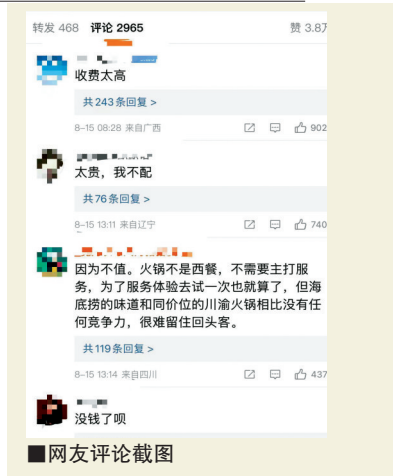 转发 468 评论 2965 赞 3.8万
收费太高
共243条回复 >
8-15 08:28 来自广西 902
太贵，我不配
共76条回复 >
8-15 13:11 来自辽宁 740
因为不值。火锅不是西餐，不需要主打服
务，为了服务体验去试一次也就算了，但海
底捞的味道和同价位的川渝火锅相比没有任
何竞争力，很难留住回头客。
共119条回复 >
8-15 13:14 来自四川 437
没钱了呗
■网友评论截图